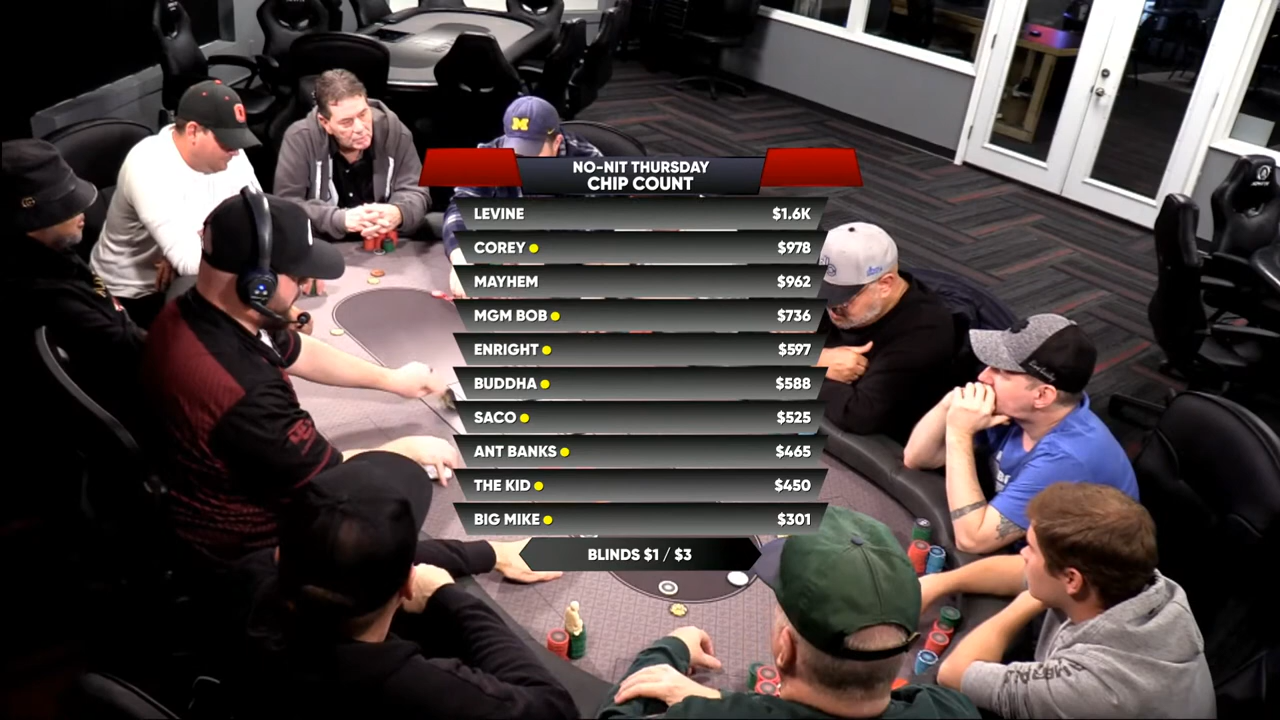 NO-NIT THURSDAY
CHIP COUNT
LEVINE $1.6K
COREY $978
MAYHEM $962
MGM BOB $736
ENRIGHT $597
BUDDHA $588
SACO $525
ANT BANKS $465
THE KID $450
BIG MIKE $301
BLINDS $1 / $3
M
O